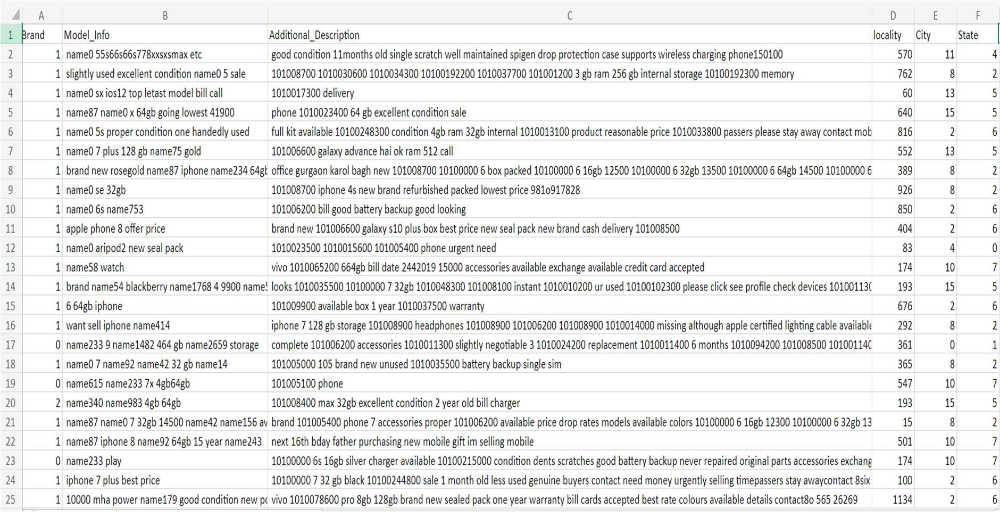 A B C D E F
1 Brand Model_Info Additional_Description locality City State
2 1 name0 55s66s66s778xxsxsmax etc good condition 11months old single scratch well maintained spigen drop protection case supports wireless charging phone150100 570 11 4
3 1 slightly used excellent condition name0 5 sale 101008700 1010030600 1010034300 10100192200 1010037700 101001200 3 gb ram 256 gb internal storage 10100192300 memory 762 8 2
4 1 name0 sx ios12 top letast model bill call 1010017300 delivery 60 13 5
5 1 name87 name0 x 64gb going lowest 41900 phone 1010023400 64 gb excellent condition sale 640 15 5
6 1 name0 5s proper condition one handedly used full kit available 10100248300 condition 4gb ram 32gb internal 1010013100 product reasonable price 1010033800 passers please stay away contact mob 816 2 6
7 1 name0 7 plus 128 gb name75 gold 101006600 galaxy advance hai ok ram 512 call 552 13 5
8 1 brand new rosegold name87 iphone name234 64gb office gurgaon karol bagh new 101008700 10100000 6 box packed 10100000 6 16gb 12500 10100000 6 32gb 13500 10100000 6 64gb 14500 10100000 6 389 8 2
9 1 name0 se 32gb 101008700 iphone 4s new brand refurbished packed lowest price 981o917828 926 8 2
10 1 name0 6s name753 101006200 bill good battery backup good looking 850 2 6
11 1 apple phone 8 offer price brand new 101006600 galaxy s10 plus box best price new seal pack new brand cash delivery 101008500 404 2 6
12 1 name0 aripod2 new seal pack 1010023500 1010015600 101005400 phone urgent need 83 4 0
13 1 name58 watch vivo 1010065200 664gb bill date 2442019 15000 accessories available exchange available credit card accepted 174 10 7
14 1 brand name54 blackberry name1768 4 9900 name5 looks 1010035500 10100000 7 32gb 1010048300 101008100 instant 1010010200 ur used 10100102300 please click see profile check devices 101001130 193 15 5
15 1 6 64gb iphone 101009900 available box 1 year 1010037500 warranty 676 2 6
16 1 want sell iphone name414 iphone 7 128 gb storage 101008900 headphones 101008900 101006200 101008900 1010014000 missing although apple certified lighting cable available 292 8 2
17 0 name233 9 name1482 464 gb name2659 storage complete 101006200 accessories 1010011300 slightly negotiable 3 1010024200 replacement 1010011400 6 months 1010094200 101008500 101001140 361 0 1
18 1 name0 7 name92 name42 32 gb name14 101005000 105 brand new unused 1010035500 battery backup single sim 365 8 2
19 0 name615 name233 7x 4gb64gb 101005100 phone 547 10 7
20 2 name340 name983 4gb 64gb 101008400 max 32gb excellent condition 2 year old bill charger 193 15 5
21 1 name87 name0 7 32gb 14500 name42 name156 av brand 101005400 phone 7 accessories proper 101006200 available price drop rates models available colors 10100000 6 16gb 12300 10100000 6 32gb 13 15 8 2
22 1 name87 iphone 8 name92 64gb 15 year name243 next 16th bday father purchasing new mobile gift im selling mobile 501 10 7
23 0 name233 play 10100000 6s 16gb silver charger available 10100215000 condition dents scratches good battery backup never repaired original parts accessories exchang 174 10 7
24 1 iphone 7 plus best price 10100000 7 32 gb black 10100244800 sale 1 month old less used genuine buyers contact need money urgently selling timepassers stay awaycontact 8six 100 2 6
25 1 10000 mha power name179 good condition new po vivo 1010078600 pro 8gb 128gb brand new sealed pack one year warranty bill cards accepted best rate colours available details contact8o 565 26269 1134 2 6